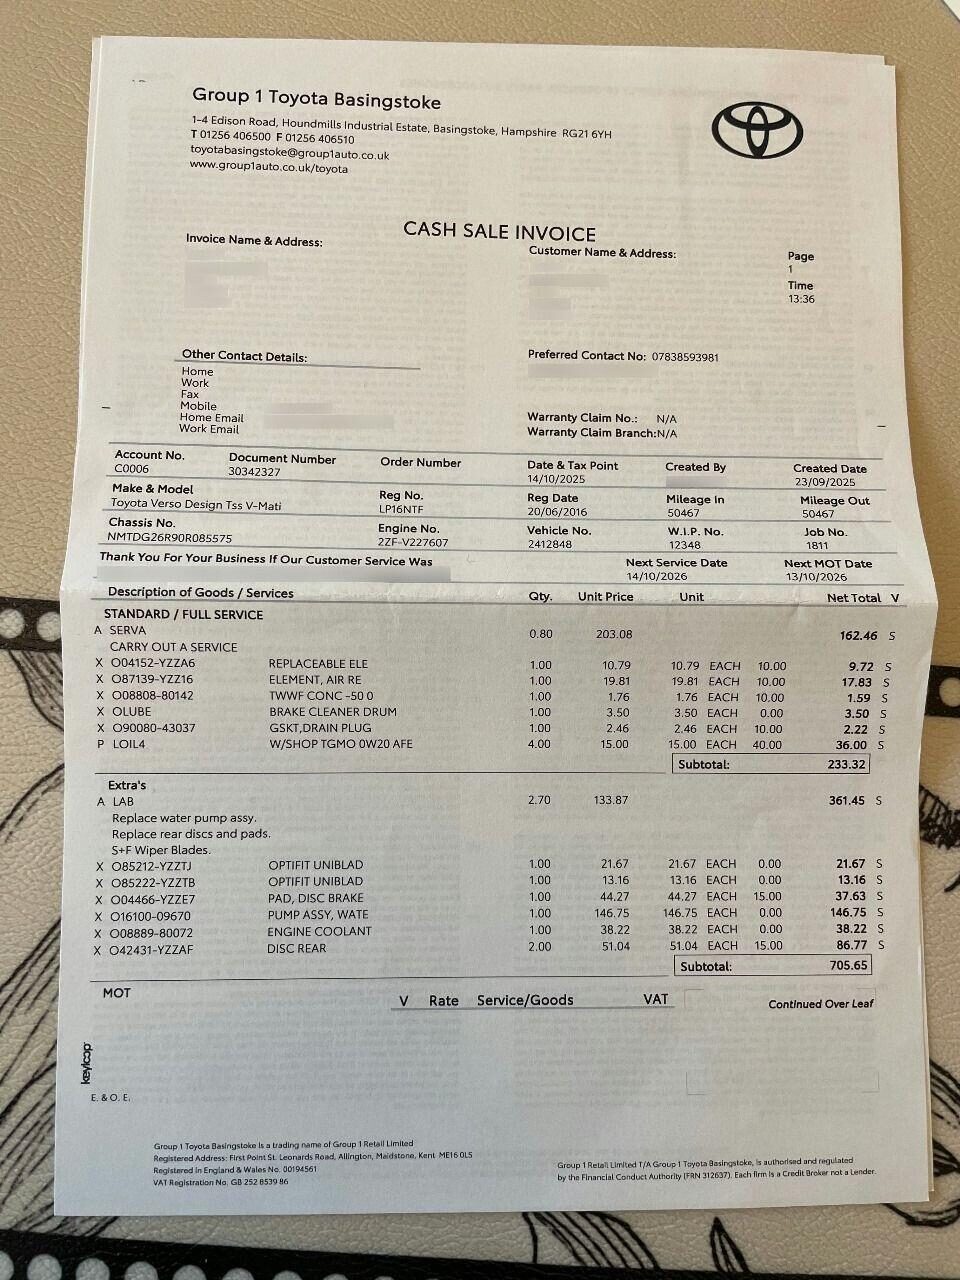 Group 1 Toyota Basingstoke
1-4 Edison Road, Houndmills Industrial Estate, Basingstoke, Hampshire RG21 6YH
T 01256 406500 F 01256 406510
toyotabasingstoke@group1auto.co.uk
www.group1auto.co.uk/toyota
CASH SALE INVOICE
Invoice Name & Address:
Customer Name & Address:
Page
1
Time
13:36
Other Contact Details:
Preferred Contact No: 07838593981
Home
Work
Fax
Mobile
Home Email
Work Email
Warranty Claim No.: N/A
Warranty Claim Branch:N/A
Account No. Document Number Order Number Date & Tax Point Created By Created Date
C0006 30342327 14/10/2025 23/09/2025
Make & Model Reg No. Reg Date Mileage In Mileage Out
Toyota Verso Design Tss V-Mati LP16NTF 20/06/2016 50467 50467
Chassis No. Engine No. Vehicle No. W.I.P. No. Job No.
NMTDG26R90R085575 2ZF-V227607 2412848 12348 1811
Thank You For Your Business If Our Customer Service Was Next Service Date Next MOT Date
14/10/2026 13/10/2026
Description of Goods / Services Qty. Unit Price Unit Net Total V
STANDARD / FULL SERVICE
A SERVA 0.80 203.08 162.46 S
CARRY OUT A SERVICE
X O04152-YZZA6 REPLACEABLE ELE 1.00 10.79 10.79 EACH 10.00 9.72 S
X O87139-YZZ16 ELEMENT, AIR RE 1.00 19.81 19.81 EACH 10.00 17.83 S
X O08808-80142 TWWF CONC -50 0 1.00 1.76 1.76 EACH 10.00 1.59 S
X OLUBE BRAKE CLEANER DRUM 1.00 3.50 3.50 EACH 0.00 3.50 S
X O90080-43037 GSKT,DRAIN PLUG 1.00 2.46 2.46 EACH 10.00 2.22 S
P LOIL4 W/SHOP TGMO 0W20 AFE 4.00 15.00 15.00 EACH 40.00 36.00 S
Subtotal: 233.32
Extra's
A LAB 2.70 133.87 361.45 S
Replace water pump assy.
Replace rear discs and pads.
S+F Wiper Blades.
X O85212-YZZTJ OPTIFIT UNIBLAD 1.00 21.67 21.67 EACH 0.00 21.67 S
X O85222-YZZTB OPTIFIT UNIBLAD 1.00 13.16 13.16 EACH 0.00 13.16 S
X O04466-YZZE7 PAD, DISC BRAKE 1.00 44.27 44.27 EACH 15.00 37.63 S
X O16100-09670 PUMP ASSY, WATE 1.00 146.75 146.75 EACH 0.00 146.75 S
X O08889-80072 ENGINE COOLANT 1.00 38.22 38.22 EACH 0.00 38.22 S
X O42431-YZZAF DISC REAR 2.00 51.04 51.04 EACH 15.00 86.77 S
Subtotal: 705.65
MOT
V Rate Service/Goods VAT
Continued Over Leaf
keyloop
E. & O. E.
Group 1 Toyota Basingstoke is a trading name of Group 1 Retail Limited
Registered Address: First Point St. Leonards Road, Allington, Maidstone, Kent ME16 0LS
Registered in England & Wales No. 00194561
VAT Registration No. GB 252 8539 86
Group 1 Retail Limited T/A Group 1 Toyota Basingstoke, is authorised and regulated
by the Financial Conduct Authority (FRN 312637). Each firm is a Credit Broker not a Lender.